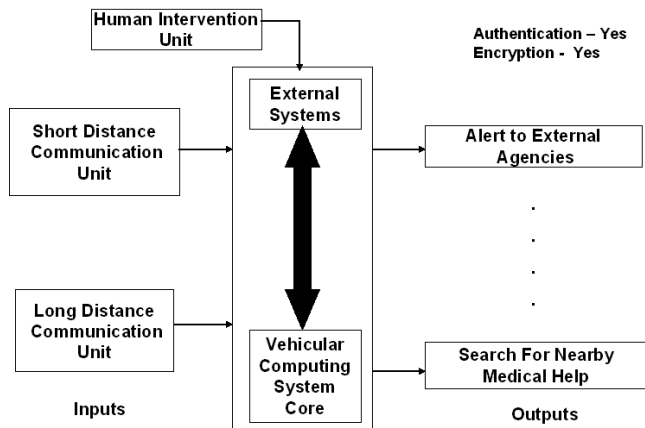 Human Intervention
Unit
Authentication – Yes
Encryption -  Yes
External
Systems
Short Distance
Communication
Unit
Alert to External
Agencies
.
.
.
.
Long Distance
Communication
Unit
Vehicular
Computing
System
Core
Search For Nearby
Medical Help
Inputs
Outputs